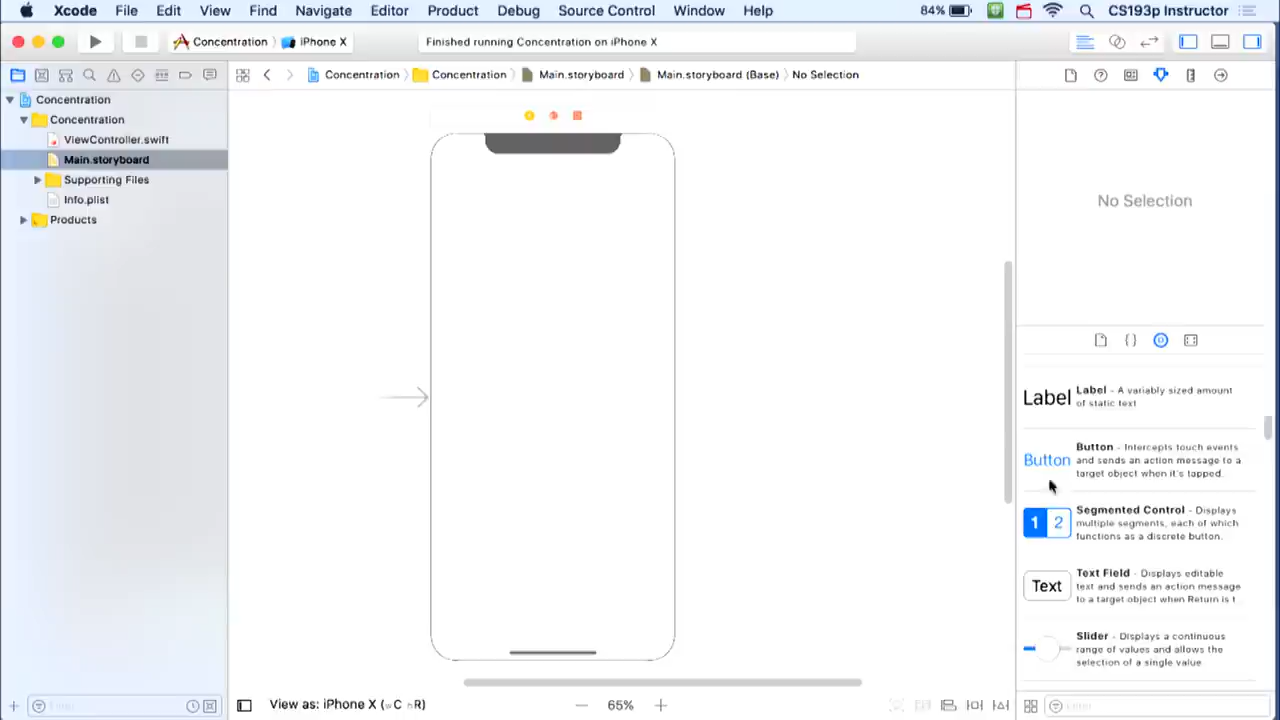 Xcode File Edit View Find Navigate Editor Product Debug Source Control Window Help 84% CS193p Instructor
Concentration iPhone X Finished running Concentration on iPhone X
Concentration Concentration Main.storyboard Main.storyboard (Base) No Selection
Concentration
Concentration
ViewController.swift
Main.storyboard
Supporting Files
Info.plist
Products
No Selection
Label
Label - A variably sized amount
of static text
Button
Button - Intercepts touch events
and sends an action message to a
target object when it's tapped.
1 2
Segmented Control - Displays
multiple segments, each of which
functions as a discrete button.
Text
Text Field - Displays editable
text and sends an action message
to a target object when Return is t...
Slider - Displays a continuous
range of values and allows the
selection of a single value
Filter View as: iPhone X (wC hR) 65% Filter